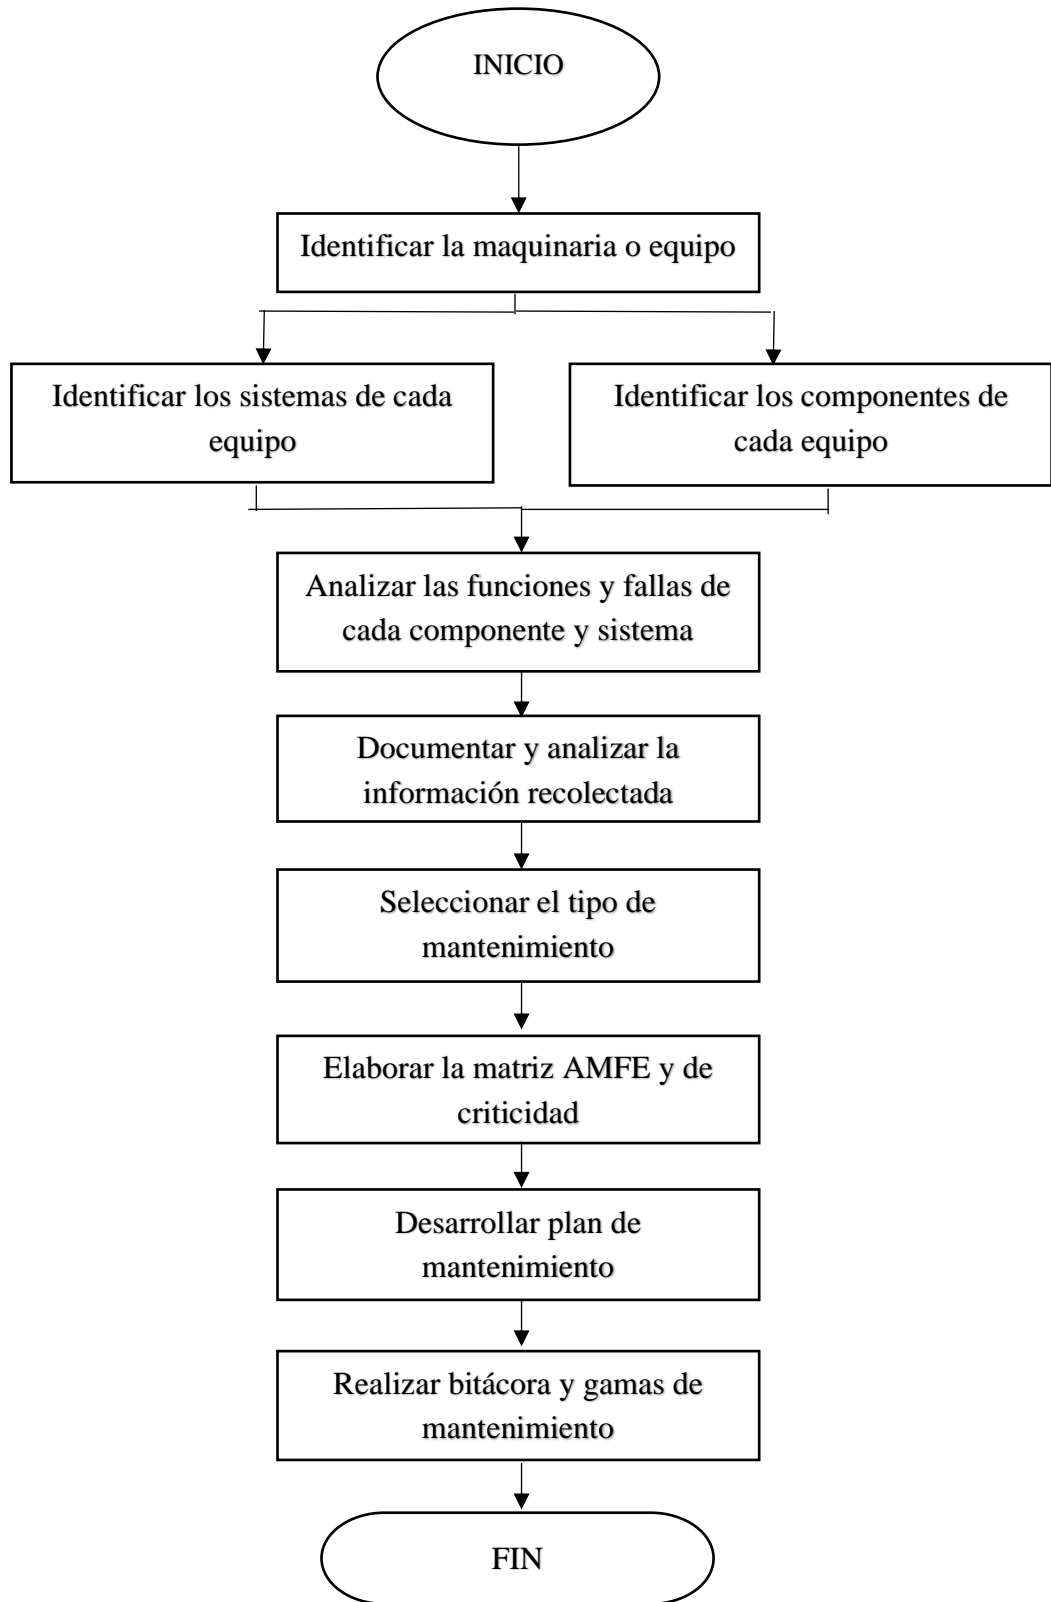 INICIO
Identificar la maquinaria o equipo
Identificar los sistemas de cada
equipo
Identificar los componentes de
cada equipo
Analizar las funciones y fallas de
cada componente y sistema
Documentar y analizar la
información recolectada
Seleccionar el tipo de
mantenimiento
Elaborar la matriz AMFE y de
criticidad
Desarrollar plan de
mantenimiento
Realizar bitácora y gamas de
mantenimiento
FIN